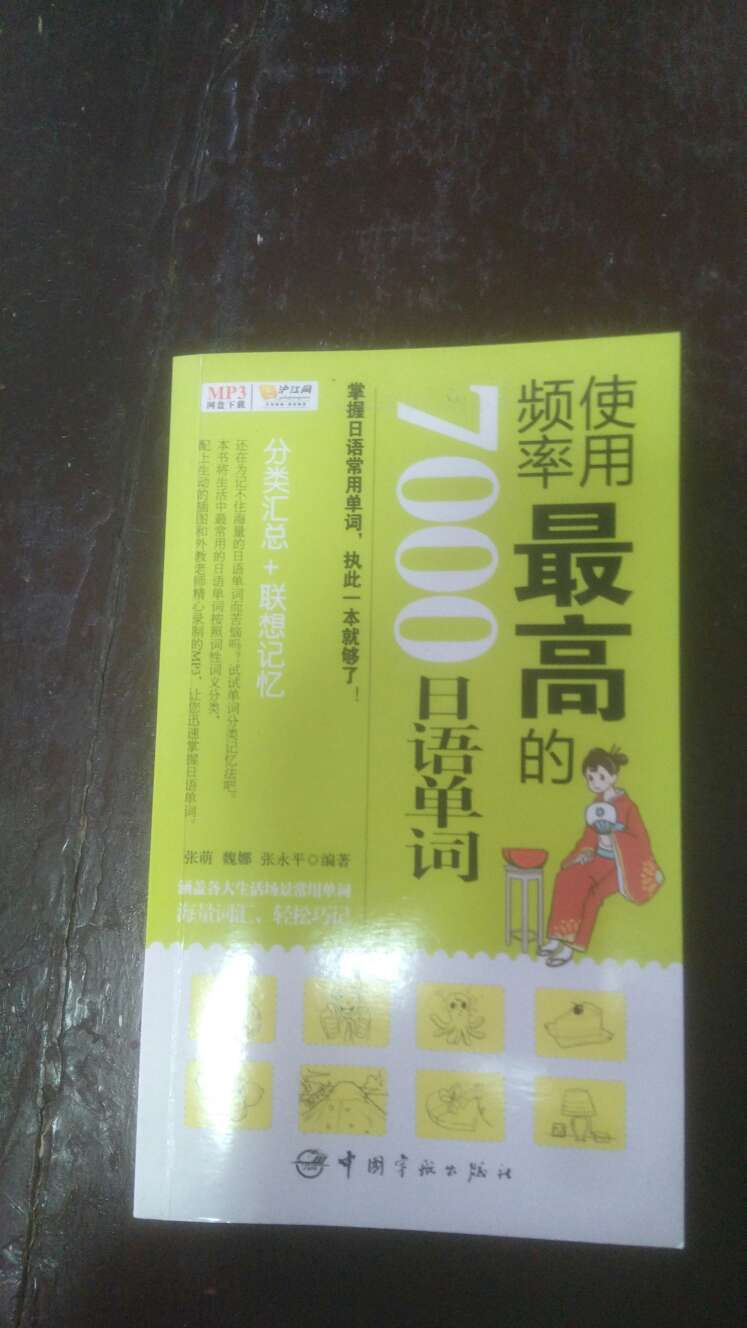 使用
频率
最高的
7000
日语单词
掌握日语常用单词，执此一本就够了！
MP3
网盘下载
沪江网
分类汇总+联想记忆
还在为记不住海量的日语单词而苦恼吗？试试单词分类记忆法吧。
本书将生活中最常用的日语单词按照词性词义分类，
配上生动的插图和外教老师精心录制的MP3，让您迅速掌握日语单词。
张萌 魏娜 张永平◎编著
涵盖各大生活场景常用单词
海量词汇、轻松巧记
中国宇航出版社